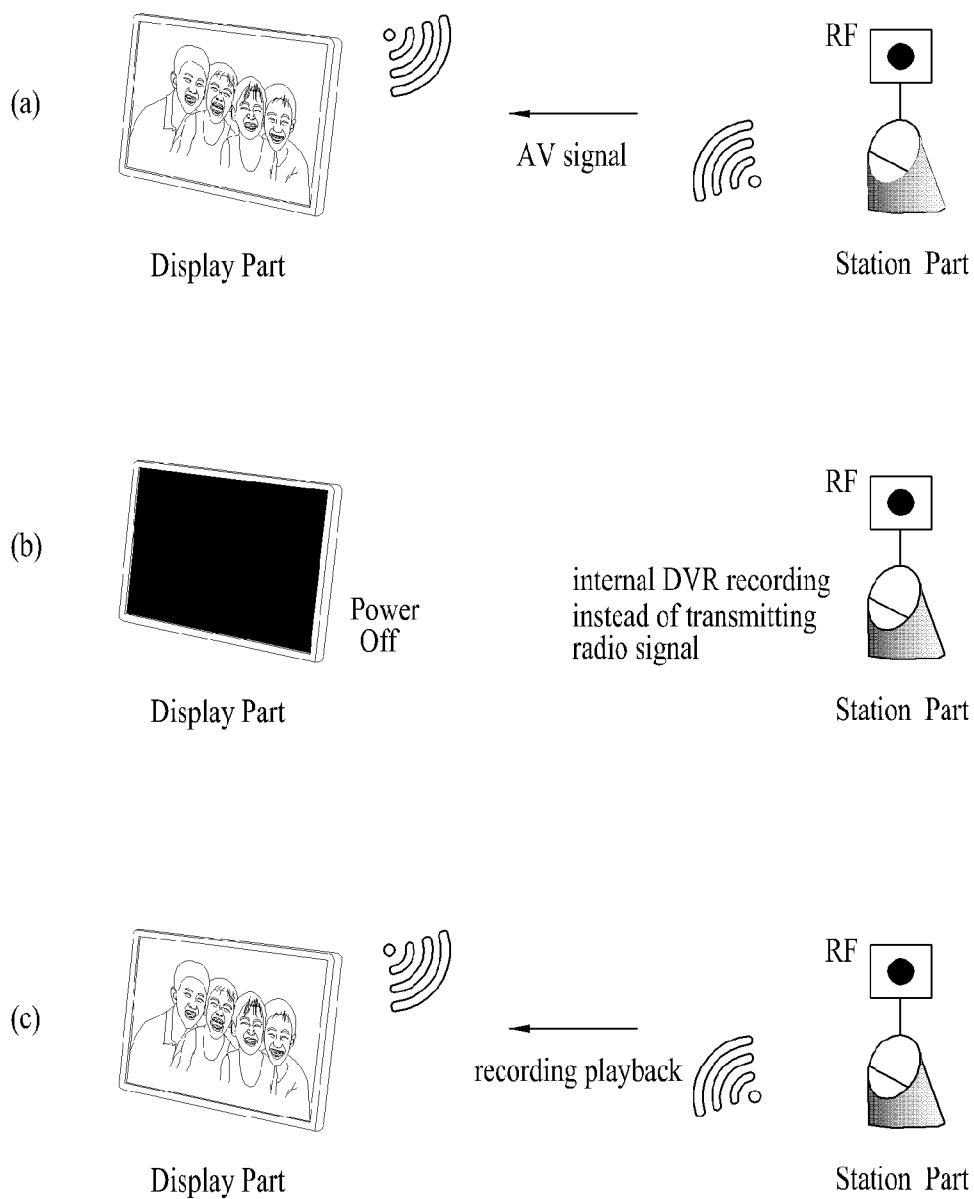 (a)
RF
AV signal
Display Part
Station Part
(b)
RF
Power
Off
internal DVR recording
instead of transmitting
radio signal
Display Part
Station Part
(c)
RF
recording playback
Display Part
Station Part